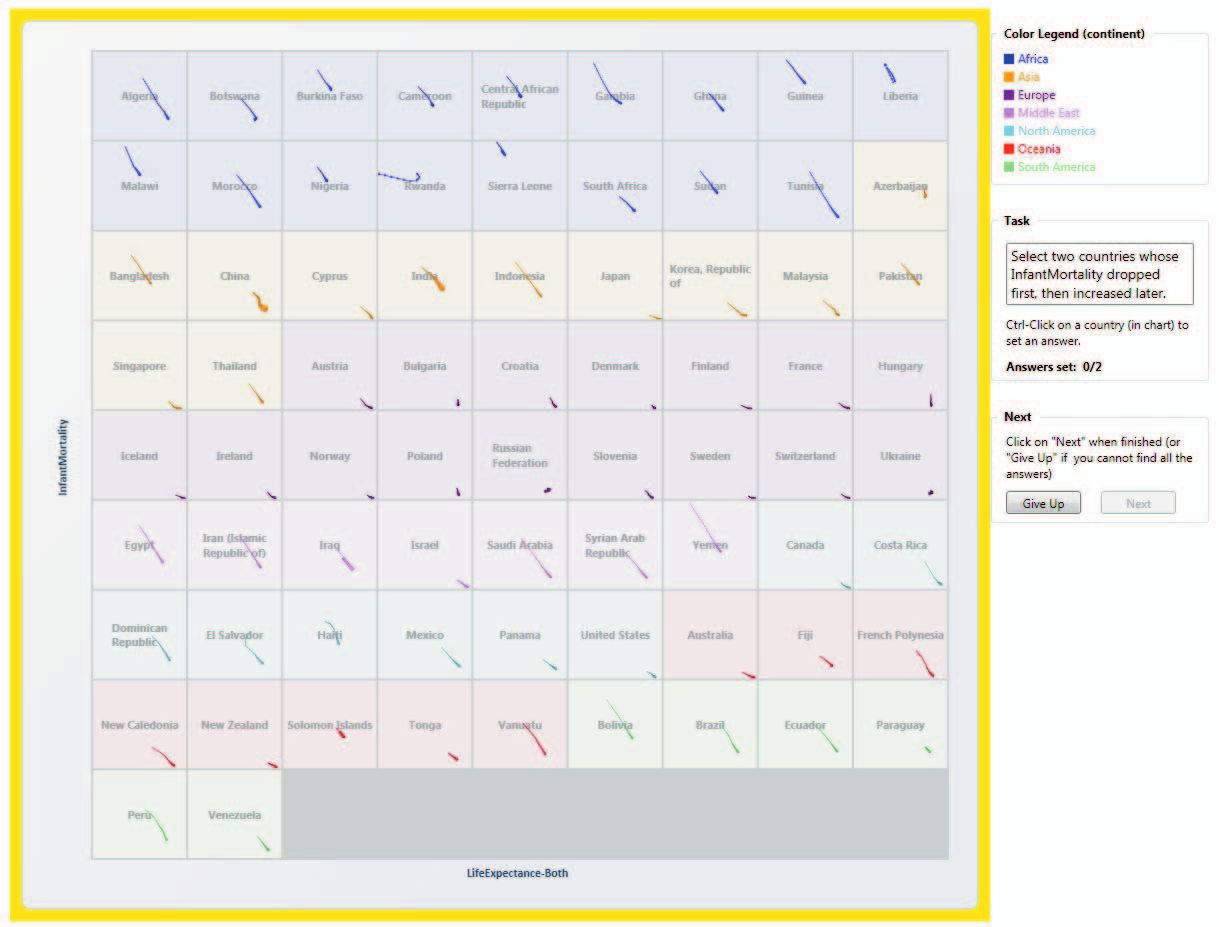 Color Legend (continent)
Africa
Asia
Europe
Middle East
North America
Oceania
South America
Task
Select two countries whose
InfantMortality dropped
first, then increased later.
Ctrl-Click on a country (in chart) to
set an answer.
Answers set: 0/2
Next
Click on "Next" when finished (or
"Give Up" if you cannot find all the
answers)
Give Up
Next
InfantMortality
Algeria
Botswana
Burkina Faso
Cameroon
Central African
Republic
Gambia
Ghana
Guinea
Liberia
Malawi
Morocco
Nigeria
Rwanda
Sierra Leone
South Africa
Sudan
Tunisia
Azerbaijan
Bangladesh
China
Cyprus
India
Indonesia
Japan
Korea, Republic
of
Malaysia
Pakistan
Singapore
Thailand
Austria
Bulgaria
Croatia
Denmark
Finland
France
Hungary
Iceland
Ireland
Norway
Poland
Russian
Federation
Slovenia
Sweden
Switzerland
Ukraine
Egypt
Iran (Islamic
Republic of)
Iraq
Israel
Saudi Arabia
Syrian Arab
Republic
Yemen
Canada
Costa Rica
Dominican
Republic
El Salvador
Haiti
Mexico
Panama
United States
Australia
Fiji
French Polynesia
New Caledonia
New Zealand
Solomon Islands
Tonga
Vanuatu
Bolivia
Brazil
Ecuador
Paraguay
Peru
Venezuela
LifeExpectance-Both